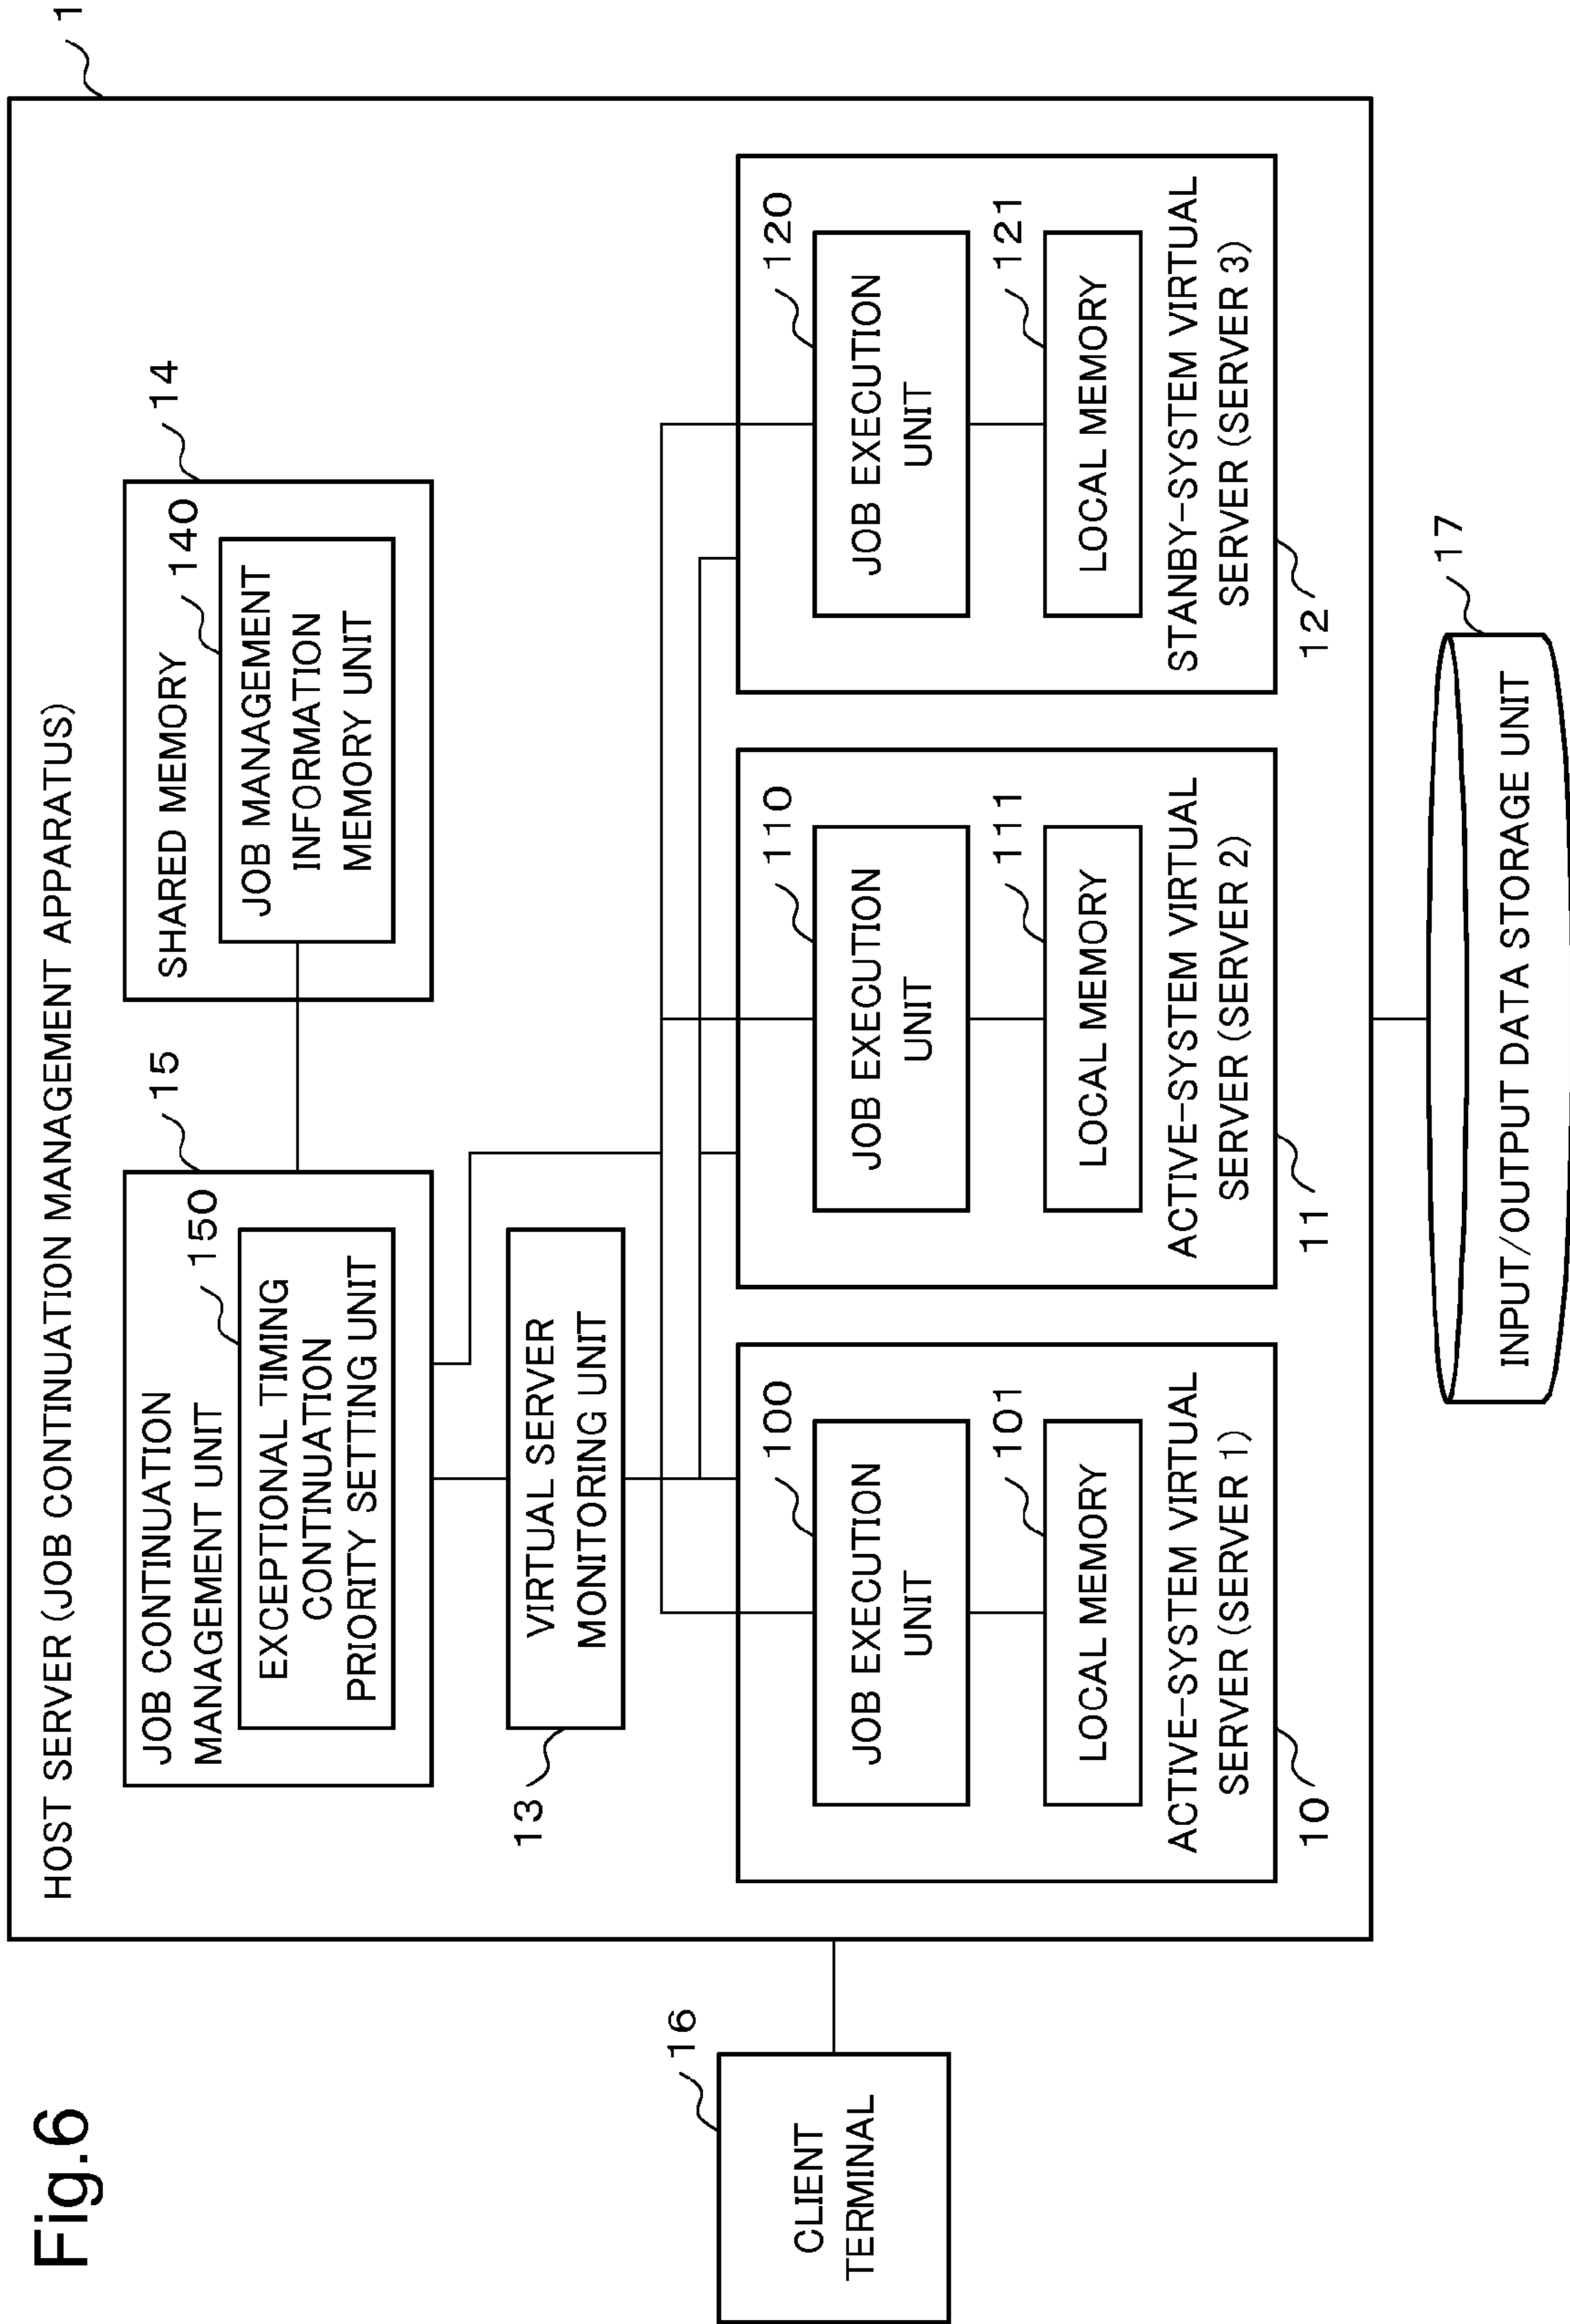 Fig.6
HOST SERVER (JOB CONTINUATION MANAGEMENT APPARATUS)
1
JOB CONTINUATION
MANAGEMENT UNIT
15
150
EXCEPTIONAL TIMING
CONTINUATION
PRIORITY SETTING UNIT
SHARED MEMORY
14
140
JOB MANAGEMENT
INFORMATION
MEMORY UNIT
13
VIRTUAL SERVER
MONITORING UNIT
16
CLIENT
TERMINAL
100
JOB EXECUTION
UNIT
101
LOCAL MEMORY
ACTIVE-SYSTEM VIRTUAL
SERVER (SERVER 1)
10
110
JOB EXECUTION
UNIT
111
LOCAL MEMORY
ACTIVE-SYSTEM VIRTUAL
SERVER (SERVER 2)
11
120
JOB EXECUTION
UNIT
121
LOCAL MEMORY
STANBY-SYSTEM VIRTUAL
SERVER (SERVER 3)
12
17
INPUT/OUTPUT DATA STORAGE UNIT